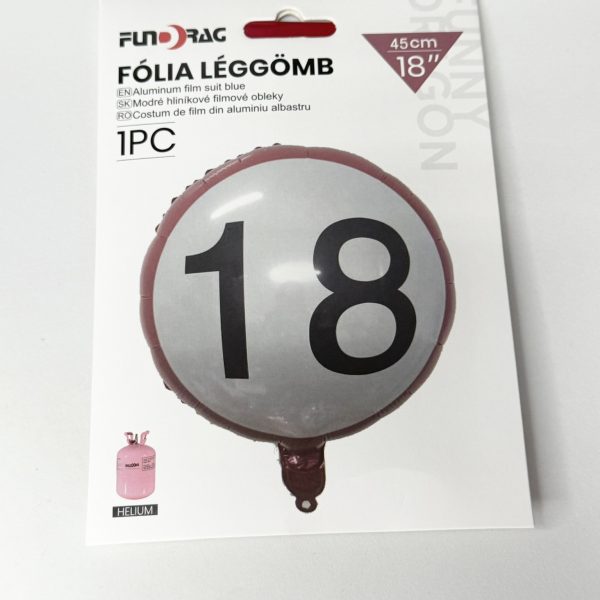 FUNDRAG
45cm
18"
FÓLIA LÉGGÖMB
EN Aluminum film suit blue
SK Modré hliníkové filmové obleky
RO Costum de film din aluminiu albastru
1PC
FUNNY
DRAGON
18
BALLOON
HELIUM